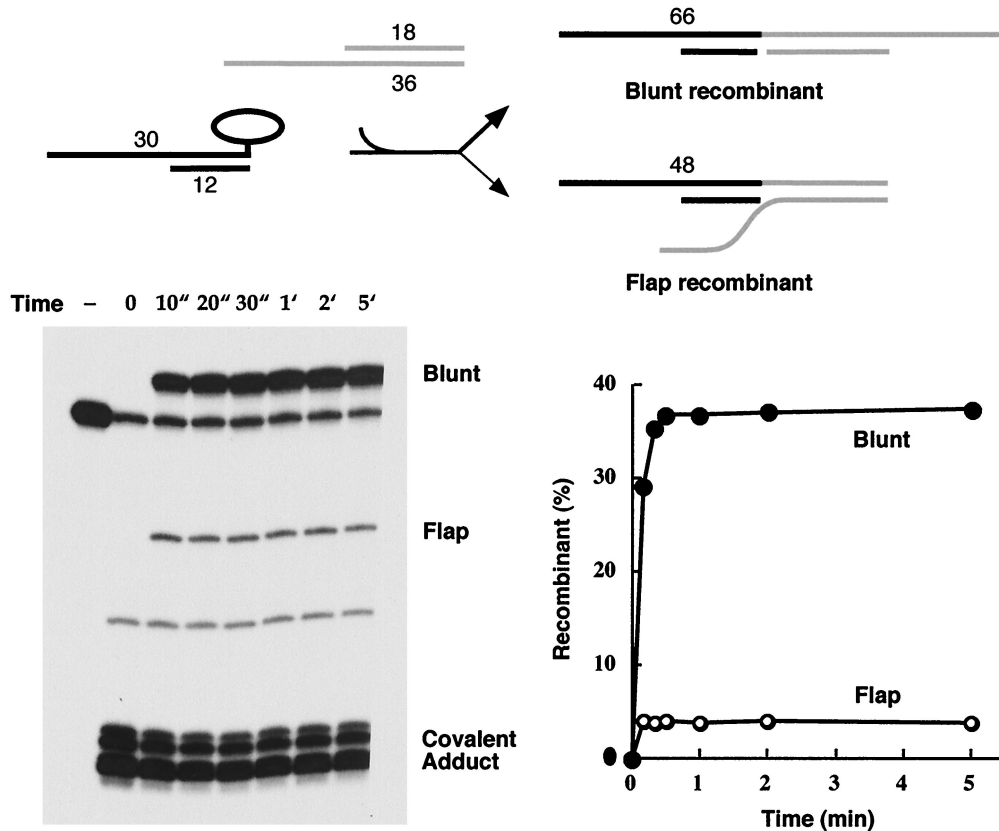 18
36
30
12
66
Blunt recombinant
48
Flap recombinant
Time – 0 10" 20" 30" 1' 2' 5'
Blunt
Flap
Covalent
Adduct
40
30
20
10
0
Recombinant (%)
Blunt
Flap
0 1 2 3 4 5
Time (min)